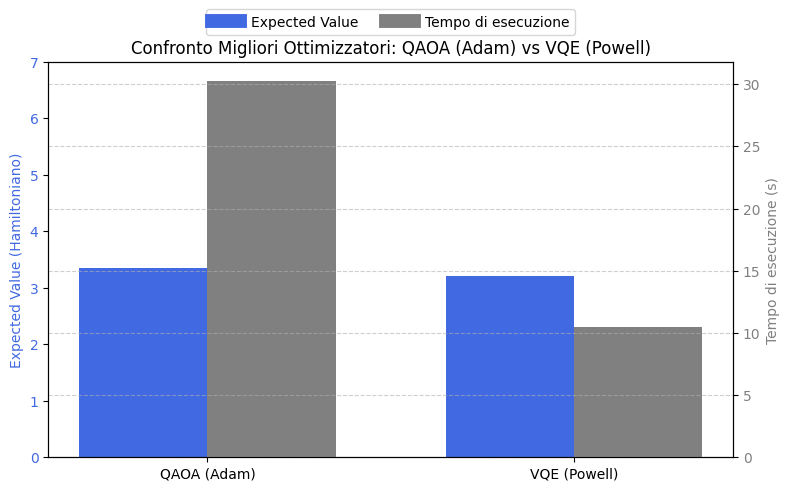 Expected Value
Tempo di esecuzione
Confronto Migliori Ottimizzatori: QAOA (Adam) vs VQE (Powell)
Expected Value (Hamiltoniano)
7
6
5
4
3
2
1
0
30
25
20
15
10
5
0
Tempo di esecuzione (s)
QAOA (Adam)
VQE (Powell)